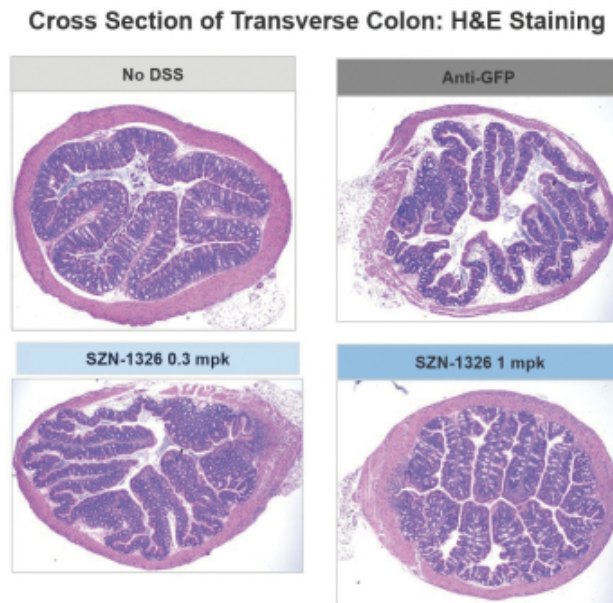 Cross Section of Transverse Colon: H&E Staining
No DSS
Anti-GFP
SZN-1326 0.3 mpk
SZN-1326 1 mpk